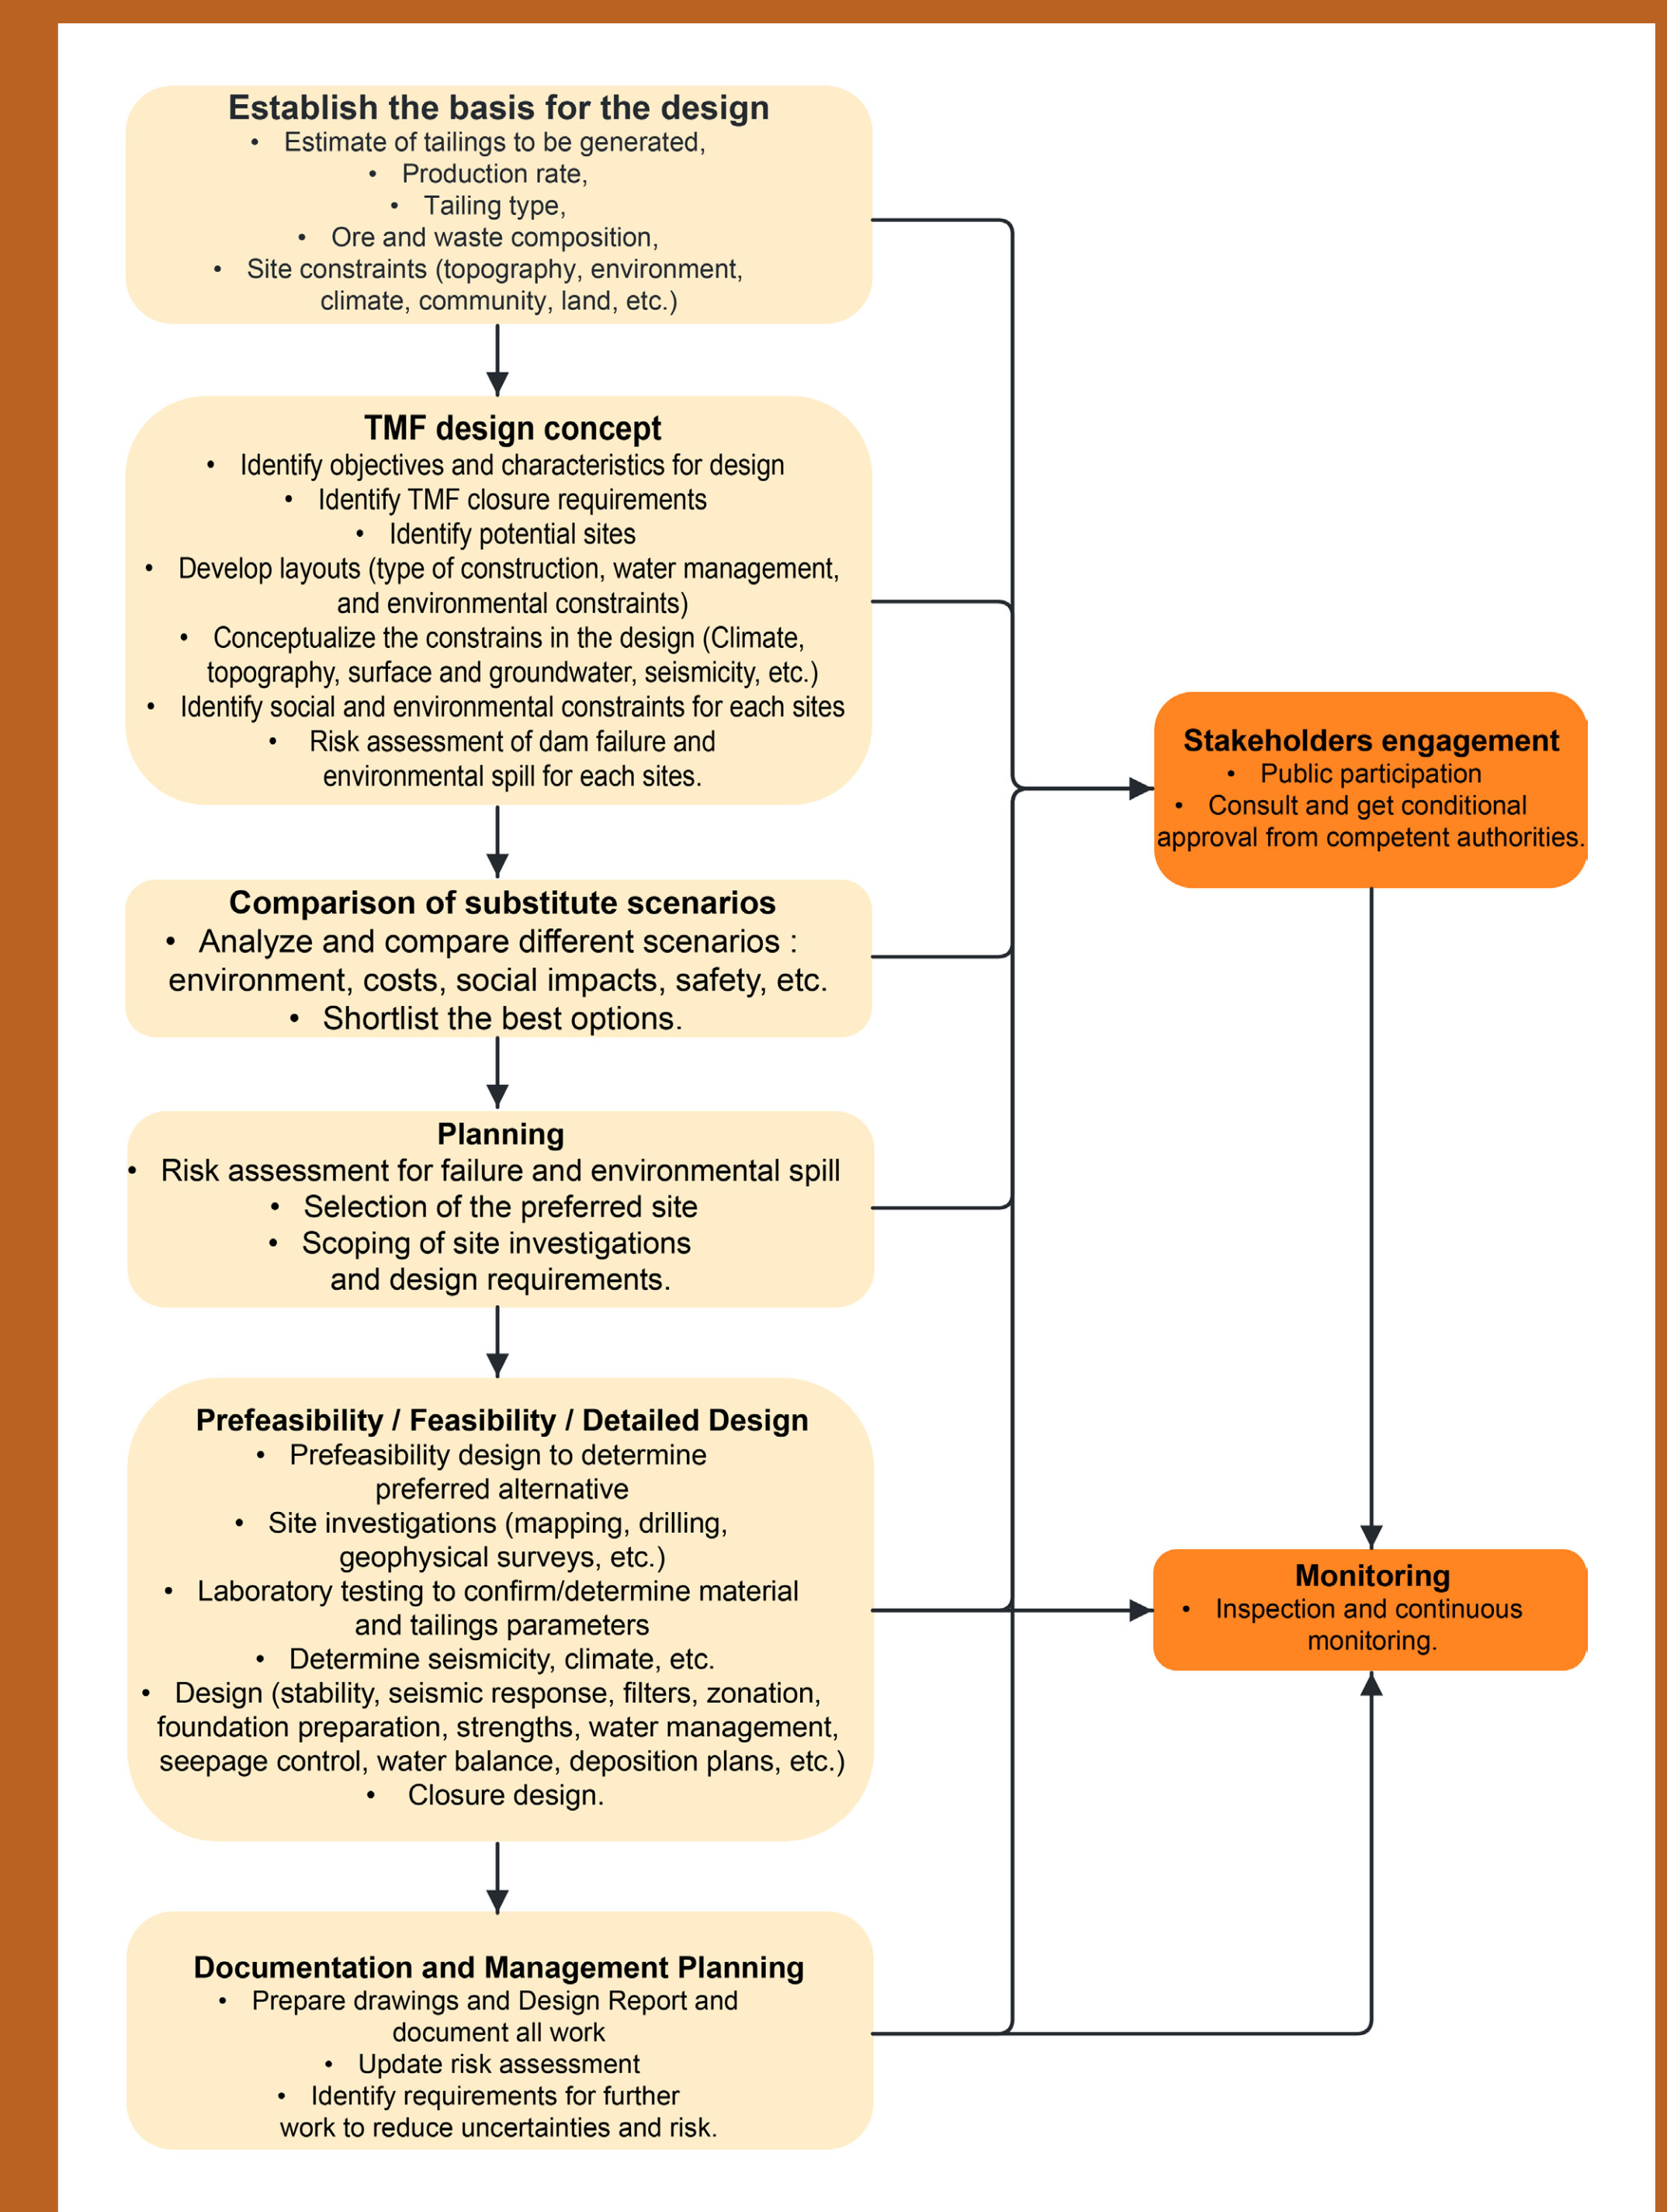 Establish the basis for the design
• Estimate of tailings to be generated,
• Production rate,
• Tailing type,
• Ore and waste composition,
• Site constraints (topography, environment,
climate, community, land, etc.)
TMF design concept
• Identify objectives and characteristics for design
• Identify TMF closure requirements
• Identify potential sites
• Develop layouts (type of construction, water management,
and environmental constraints)
• Conceptualize the constrains in the design (Climate,
topography, surface and groundwater, seismicity, etc.)
• Identify social and environmental constraints for each sites
• Risk assessment of dam failure and
environmental spill for each sites.
Comparison of substitute scenarios
• Analyze and compare different scenarios :
environment, costs, social impacts, safety, etc.
• Shortlist the best options.
Planning
• Risk assessment for failure and environmental spill
• Selection of the preferred site
• Scoping of site investigations
and design requirements.
Prefeasibility / Feasibility / Detailed Design
• Prefeasibility design to determine
preferred alternative
• Site investigations (mapping, drilling,
geophysical surveys, etc.)
• Laboratory testing to confirm/determine material
and tailings parameters
• Determine seismicity, climate, etc.
• Design (stability, seismic response, filters, zonation,
foundation preparation, strengths, water management,
seepage control, water balance, deposition plans, etc.)
• Closure design.
Documentation and Management Planning
• Prepare drawings and Design Report and
document all work
• Update risk assessment
• Identify requirements for further
work to reduce uncertainties and risk.
Stakeholders engagement
• Public participation
• Consult and get conditional
approval from competent authorities.
Monitoring
• Inspection and continuous
monitoring.